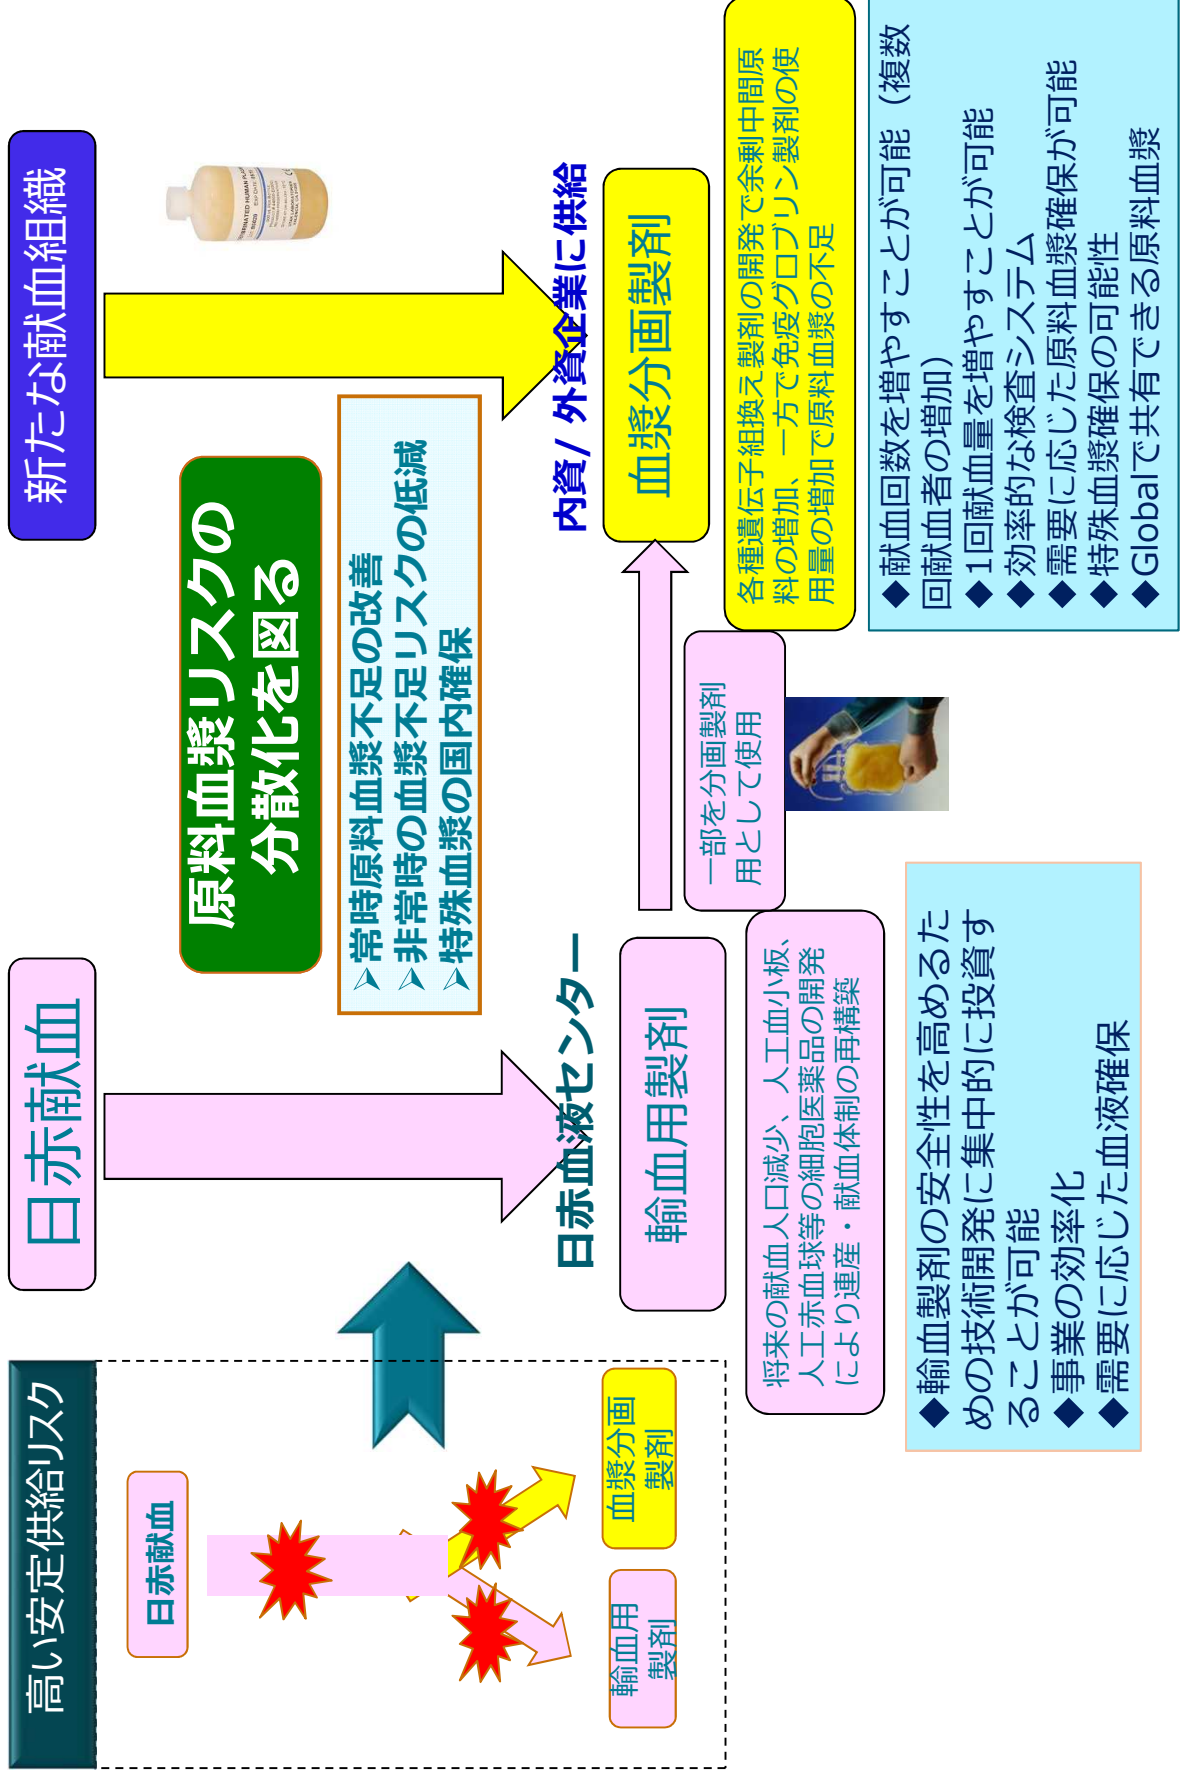 高い安定供給リスク
日赤献血
輸血用
製剤
血漿分画
製剤
日赤献血
原料血漿リスクの
分散化を図る
➢常時原料血漿不足の改善
➢非常時の血漿不足リスクの低減
➢特殊血漿の国内確保
新たな献血組織
日赤血液センター
内資/ 外資企業に供給
輸血用製剤
血漿分画製剤
一部を分画製剤
用として使用
将来の献血人口減少、人工血小板、
人工赤血球等の細胞医薬品の開発
により連産・献血体制の再構築
各種遺伝子組換え製剤の開発で余剰中間原
料の増加、一方で免疫グロブリン製剤の使
用量の増加で原料血漿の不足
◆輸血製剤の安全性を高めるた
めの技術開発に集中的に投資す
ることが可能
◆事業の効率化
◆需要に応じた血液確保
◆献血回数を増やすことが可能（複数
回献血者の増加）
◆1回献血量を増やすことが可能
◆効率的な検査システム
◆需要に応じた原料血漿確保が可能
◆特殊血漿確保の可能性
◆Globalで共有できる原料血漿